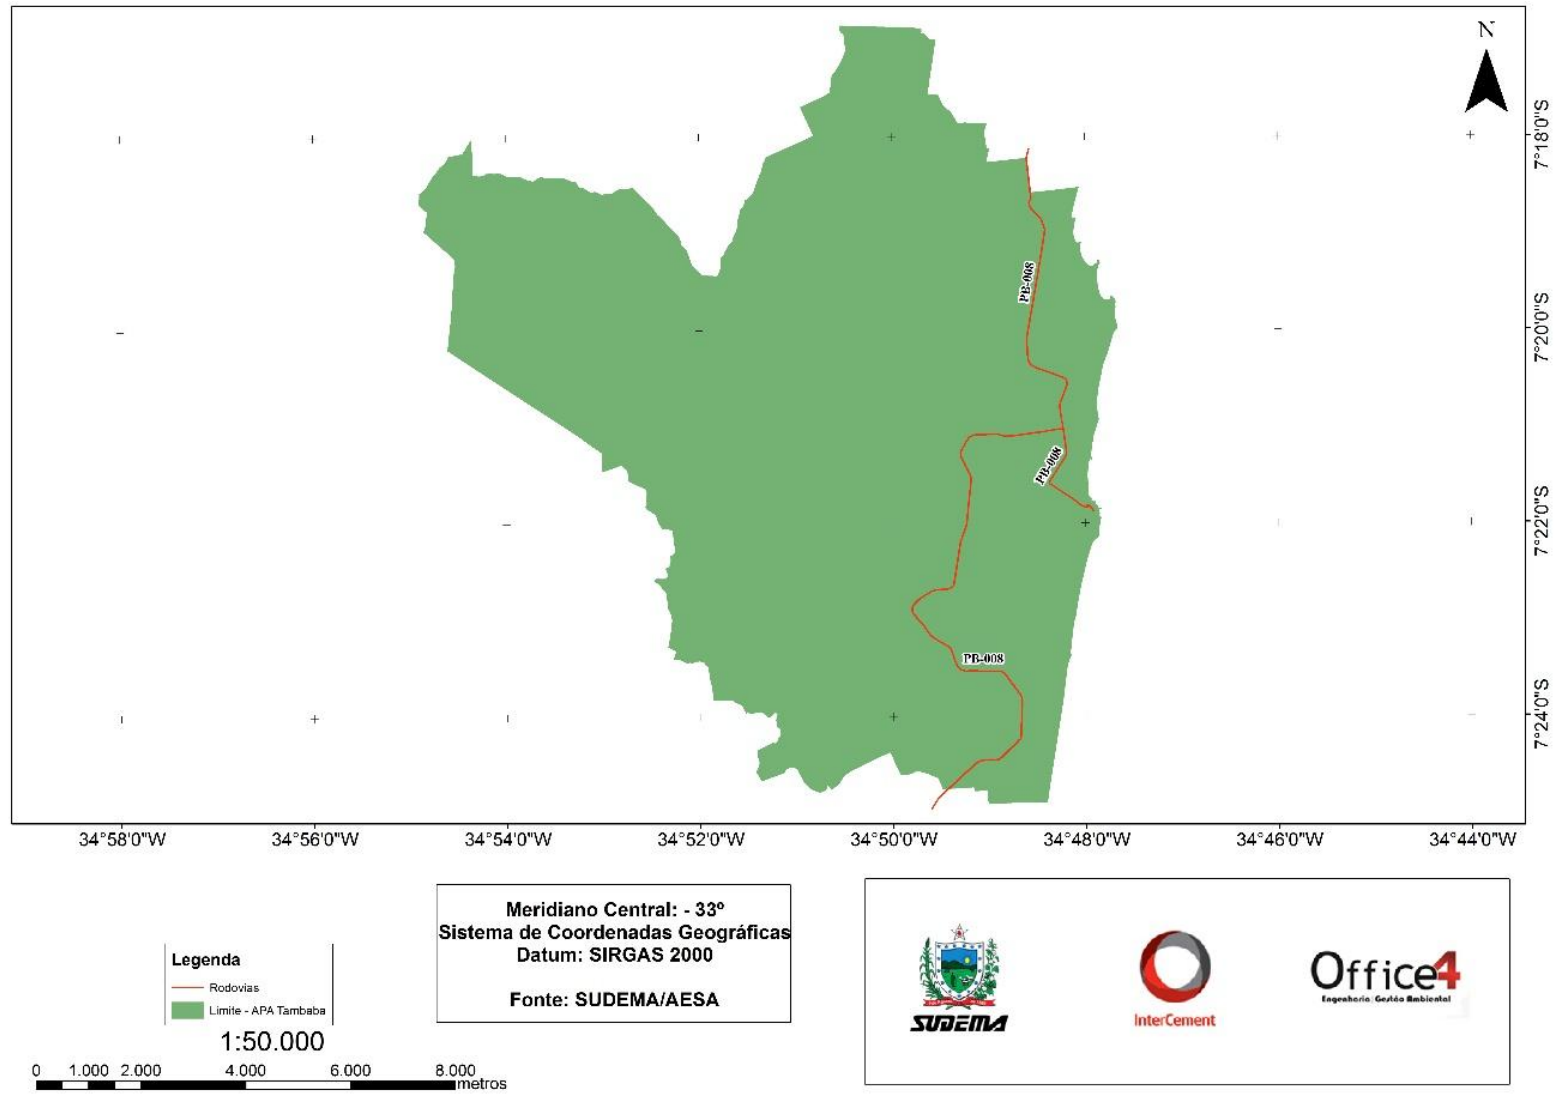 N
7°18'0"S
PB-008
7°20'0"S
PB-008
7°22'0"S
PB-008
7°24'0"S
34°58'0"W 34°56'0"W 34°54'0"W 34°52'0"W 34°50'0"W 34°48'0"W 34°46'0"W 34°44'0"W
Meridiano Central: - 33º
Sistema de Coordenadas Geográficas
Datum: SIRGAS 2000
Fonte: SUDEMA/AESA
Legenda
Rodovias
Limite - APA Tambaba
1:50.000
0 1.000 2.000 4.000 6.000 8.000
metros
SUDEMA
InterCement
Office4
Engenharia|Gestão Ambiental